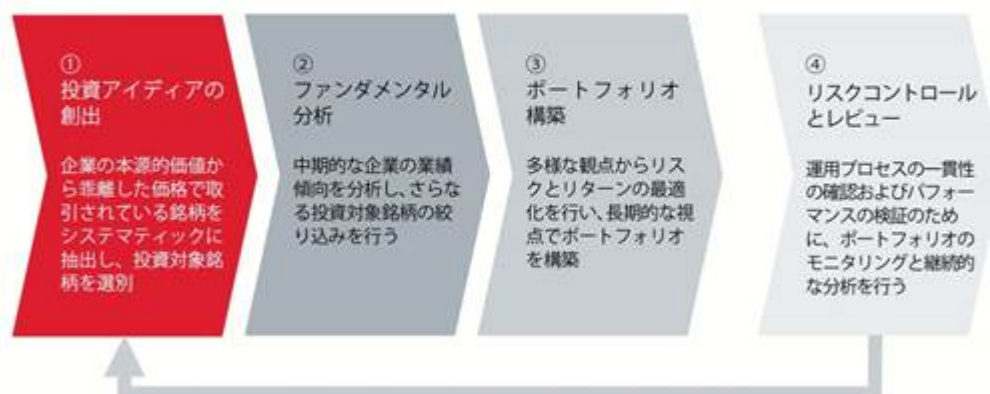 ①
投資アイディアの
創出
企業の本源的価値か
ら乖離した価格で取
引されている銘柄を
システマティックに
抽出し、投資対象銘
柄を選別
②
ファンダメンタル
分析
中期的な企業の業績
傾向を分析し、さらな
る投資対象銘柄の絞
り込みを行う
③
ポートフォリオ
構築
多様な観点からリス
クとリターンの最適
化を行い、長期的な視
点でポートフォリオ
を構築
④
リスクコントロール
とレビュー
運用プロセスの一貫性
の確認およびパフォー
マンスの検証のため
に、ポートフォリオの
モニタリングと継続的
な分析を行う